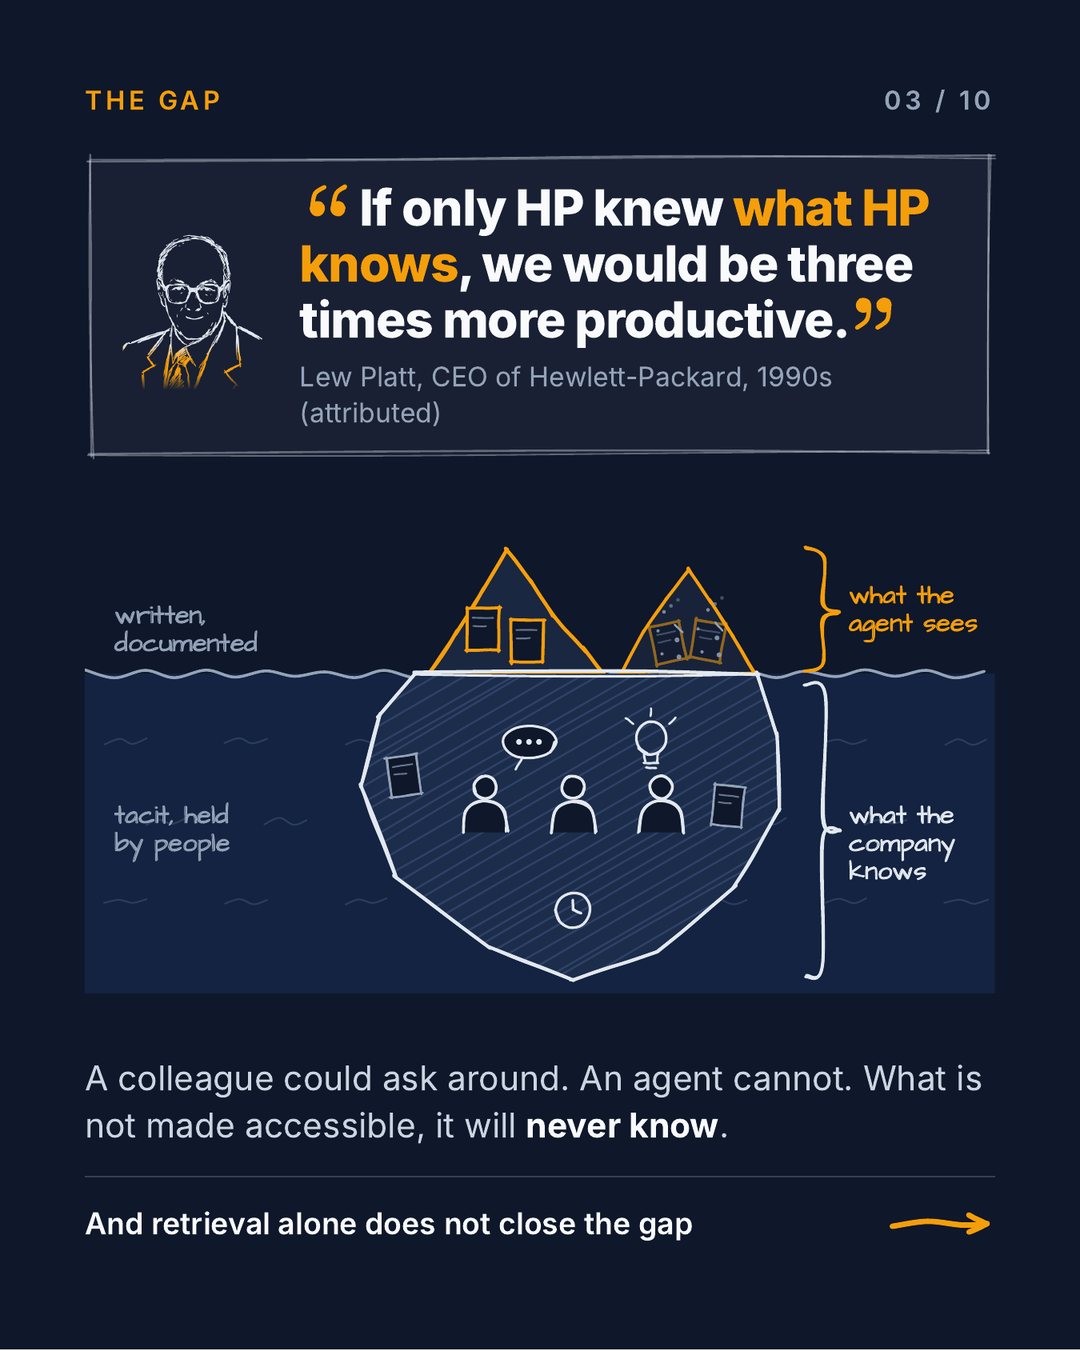 THE GAP
03 / 10
“ If only HP knew what HP
knows, we would be three
times more productive.”
Lew Platt, CEO of Hewlett-Packard, 1990s
(attributed)
written,
documented
what the
agent sees
tacit, held
by people
what the
company
knows
A colleague could ask around. An agent cannot. What is
not made accessible, it will never know.
And retrieval alone does not close the gap